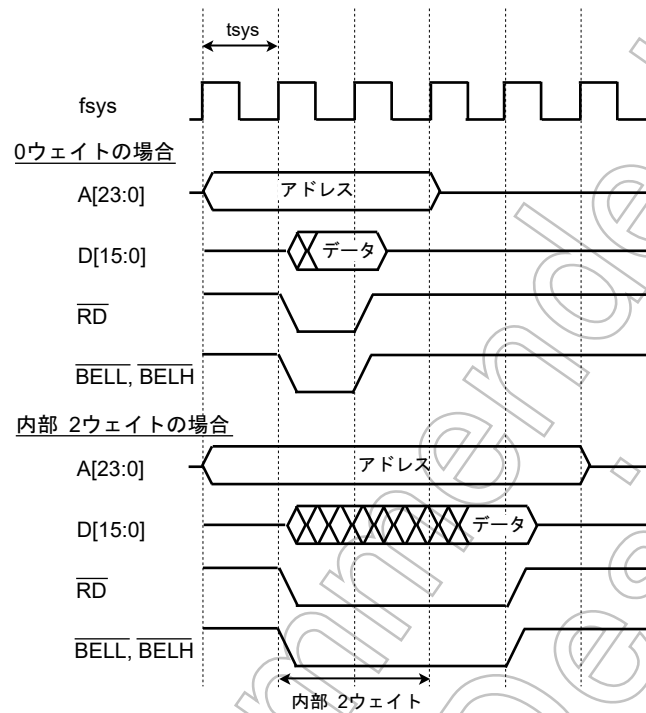 tsys
fsys
0ウェイトの場合
A[23:0]
アドレス
D[15:0]
データ
RD
BELL, BELH
内部 2ウェイトの場合
A[23:0]
アドレス
D[15:0]
データ
RD
BELL, BELH
内部 2ウェイト